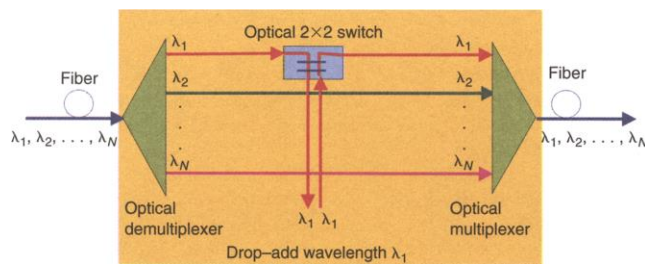 Optical 2×2 switch
λ1
λ1
Fiber
λ2
λ2
Fiber
λ1, λ2, . . . , λN
λ1, λ2, . . . , λN
λN
λN
Optical
demultiplexer
λ1
λ1
Optical
multiplexer
Drop–add wavelength λ1